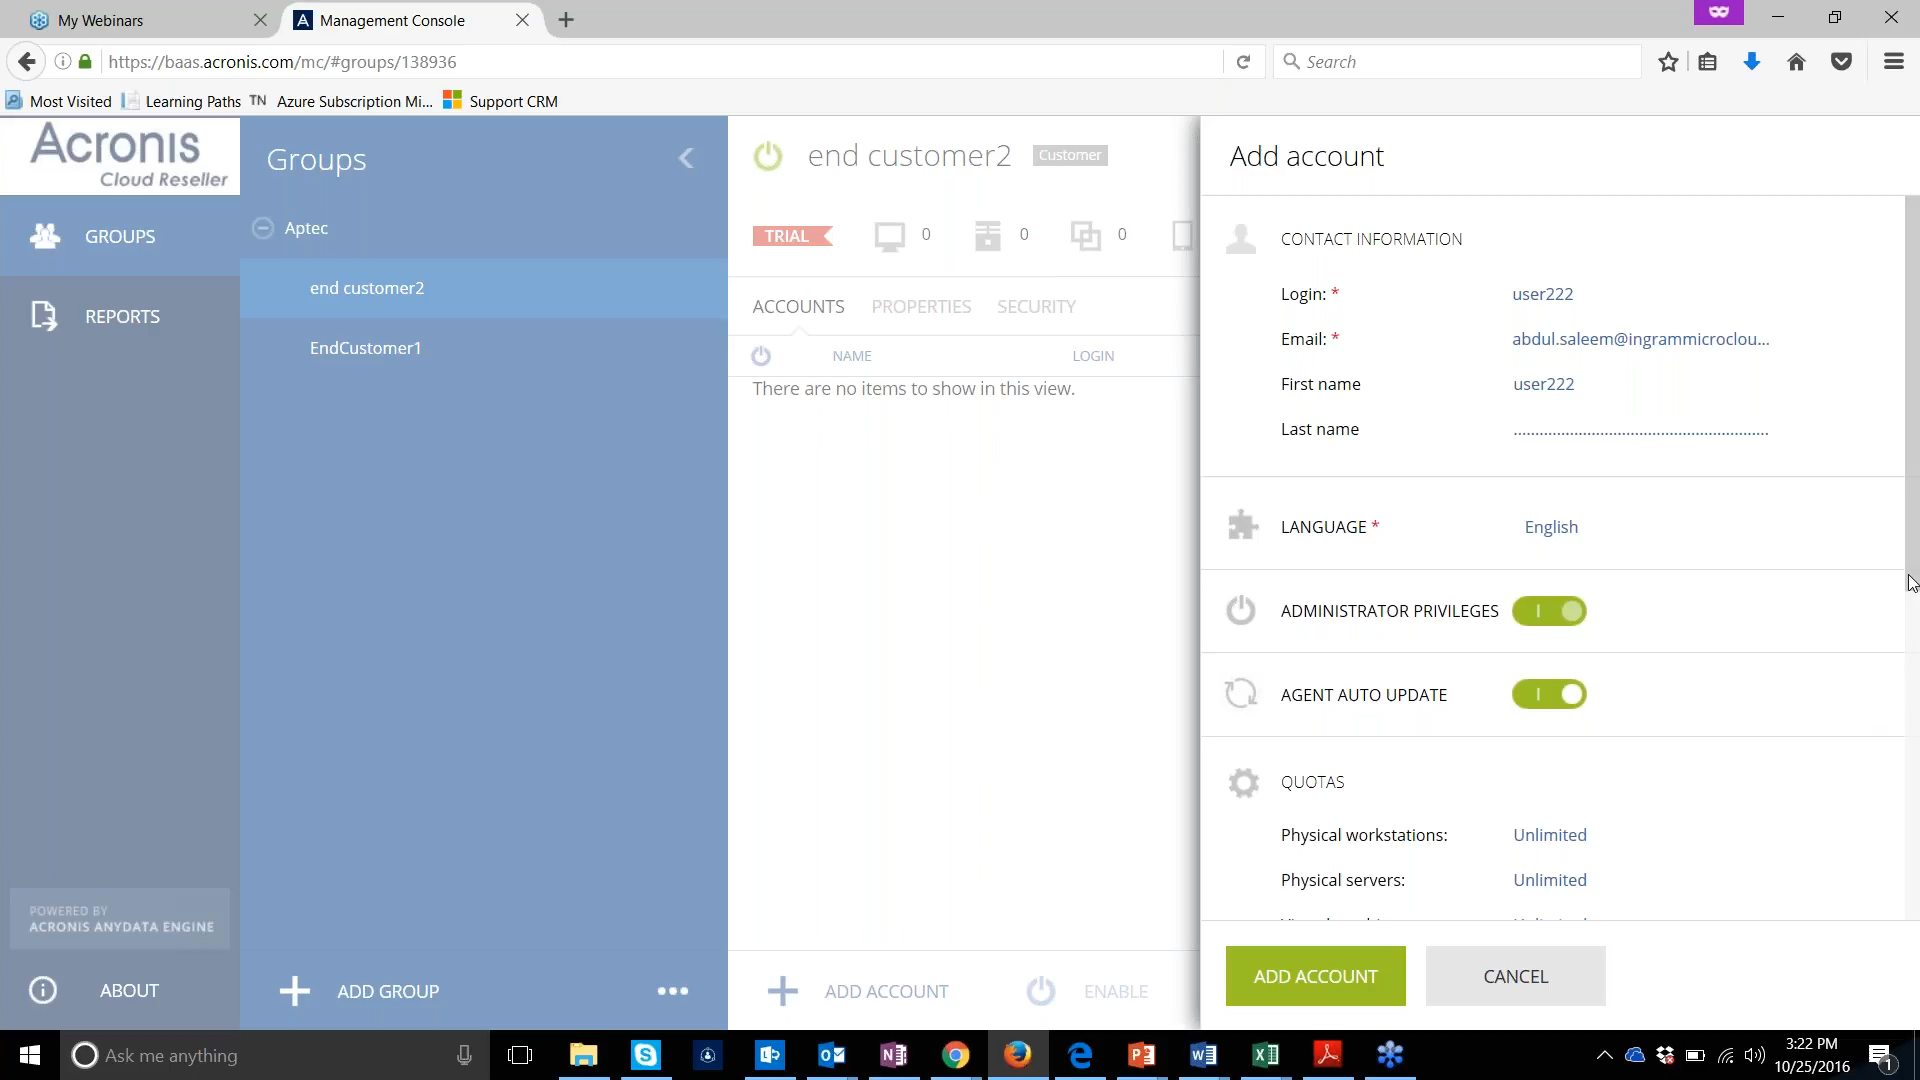 My Webinars
Management Console
https://baas.acronis.com/mc/#groups/138936
Search
Most Visited
Learning Paths
TN Azure Subscription Mi...
Support CRM
Acronis
Cloud Reseller
GROUPS
REPORTS
POWERED BY
ACRONIS ANYDATA ENGINE
ABOUT
Groups
Aptec
end customer2
EndCustomer1
ADD GROUP
end customer2
Customer
TRIAL
0
0
0
ACCOUNTS
PROPERTIES
SECURITY
NAME
LOGIN
There are no items to show in this view.
ADD ACCOUNT
ENABLE
Add account
CONTACT INFORMATION
Login: * user222
Email: * abdul.saleem@ingrammicroclou...
First name user222
Last name
LANGUAGE * English
ADMINISTRATOR PRIVILEGES
AGENT AUTO UPDATE
QUOTAS
Physical workstations: Unlimited
Physical servers: Unlimited
ADD ACCOUNT
CANCEL
Ask me anything
3:22 PM
10/25/2016
1